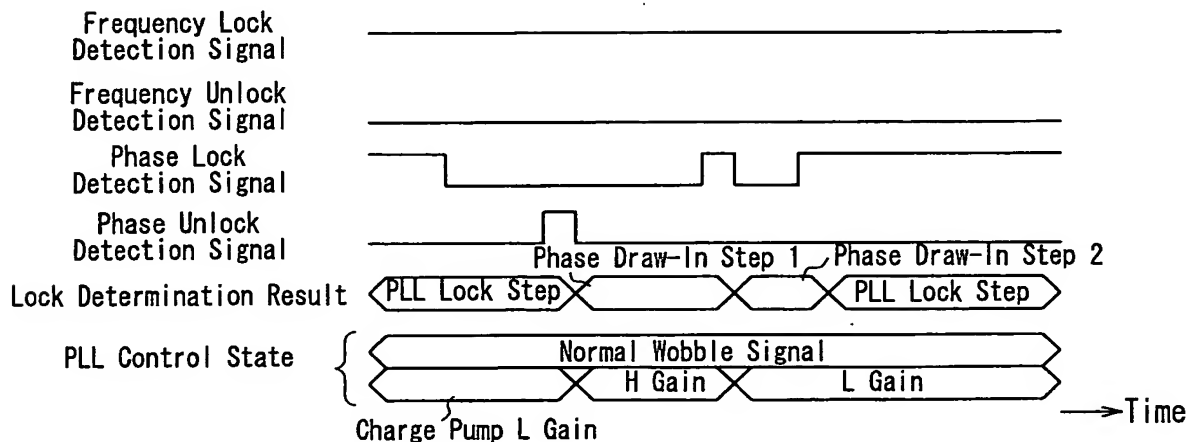 Frequency Lock
Detection Signal
Frequency Unlock
Detection Signal
Phase Lock
Detection Signal
Phase Unlock
Detection Signal
Phase Draw-In Step 1
Phase Draw-In Step 2
Lock Determination Result
PLL Lock Step
PLL Lock Step
PLL Control State
Normal Wobble Signal
H Gain
L Gain
Time
Charge Pump L Gain